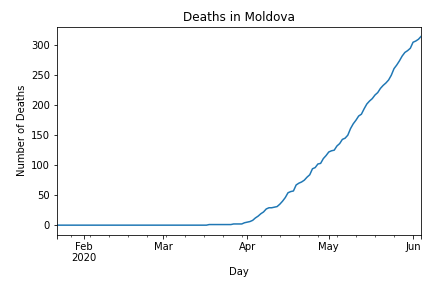 Deaths in Moldova
Number of Deaths
300
250
200
150
100
50
0
Feb
2020
Mar
Apr
May
Jun
Day